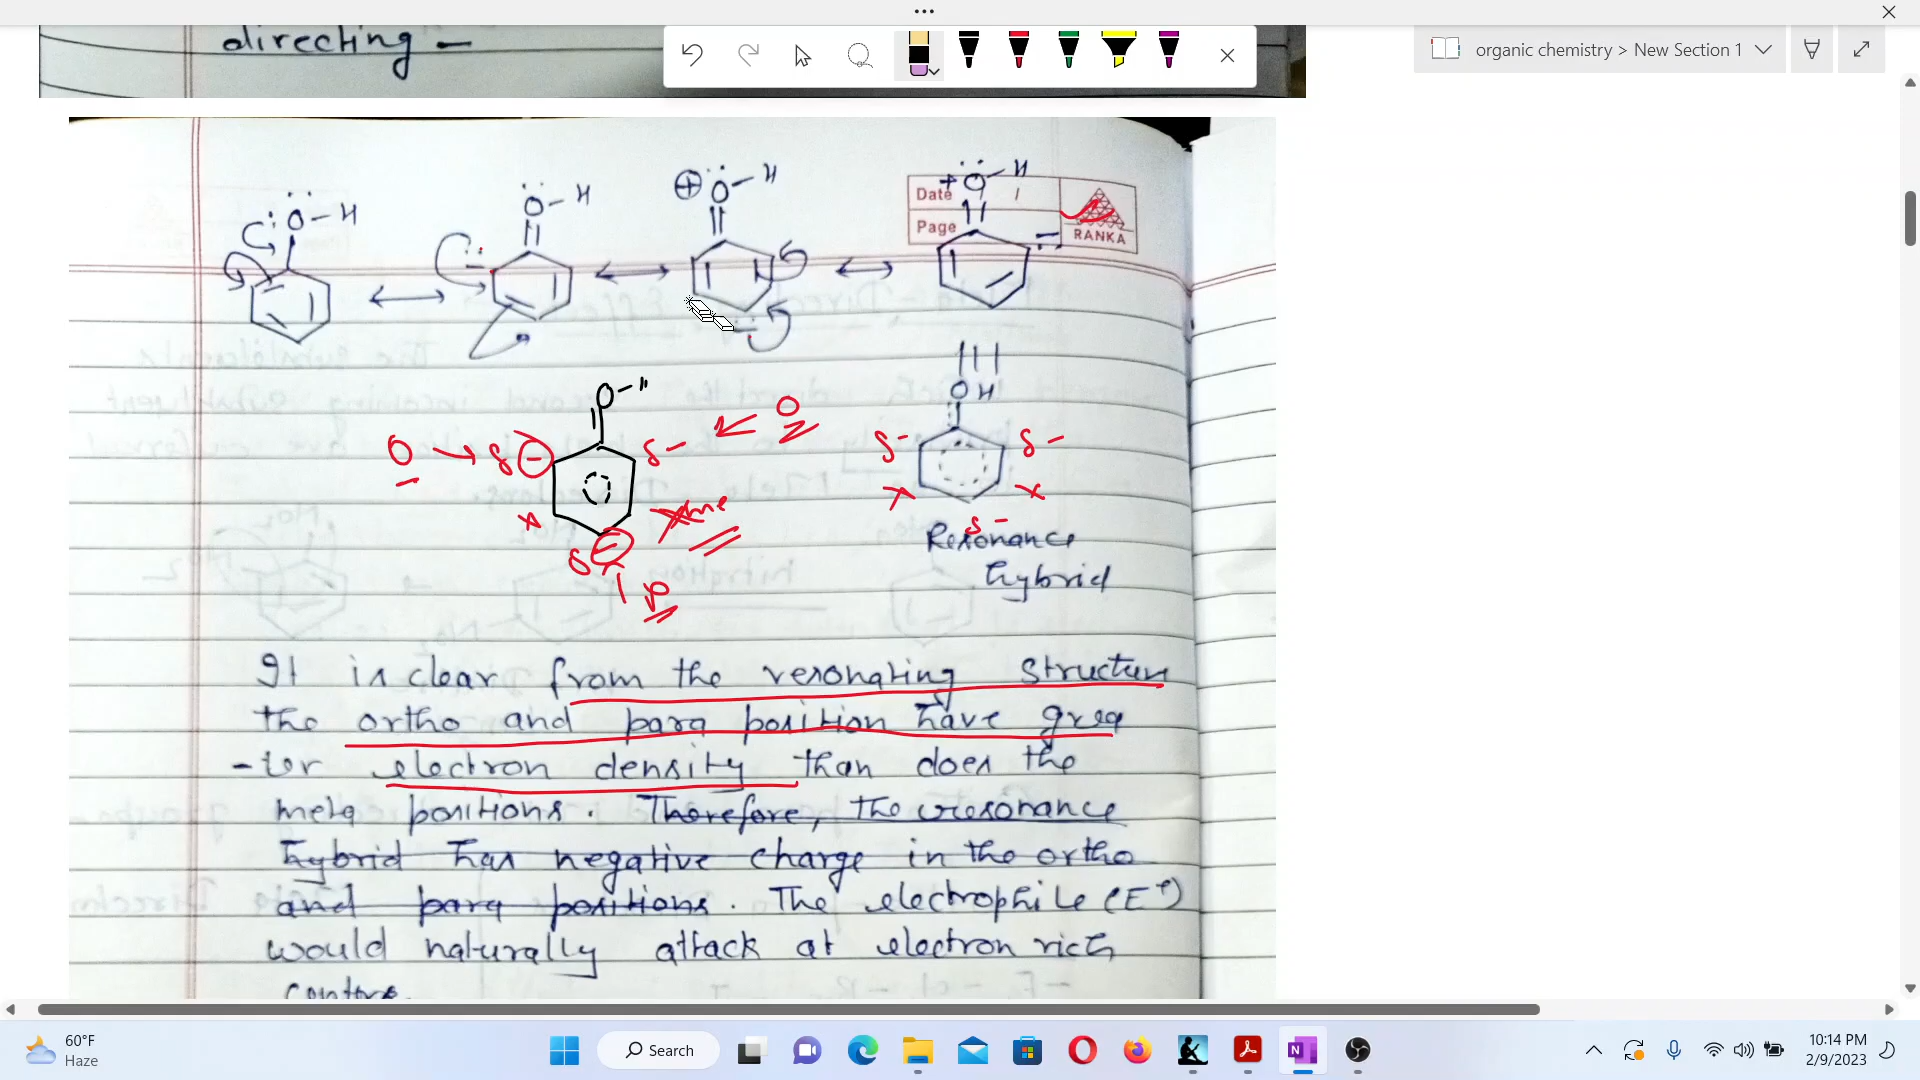 directing -
organic chemistry > New Section 1
Date
Page
RANKA
:Ö-H
Ö-H
⊕ Ö-H
+ Ö-H
O-H
O → δ-
δ-
← O
x
me
δ-
p
OH
δ-
δ-
x
x
δ-
Resonance
hybrid
It is clear from the resonating structure
the ortho and para position have grea
-ter electron density than does the
meta positions. Therefore, the resonance
hybrid has negative charge in the ortho
and para positions. The electrophile (E+)
would naturally attack at electron rich
centre.
60°F
Haze
Search
10:14 PM
2/9/2023